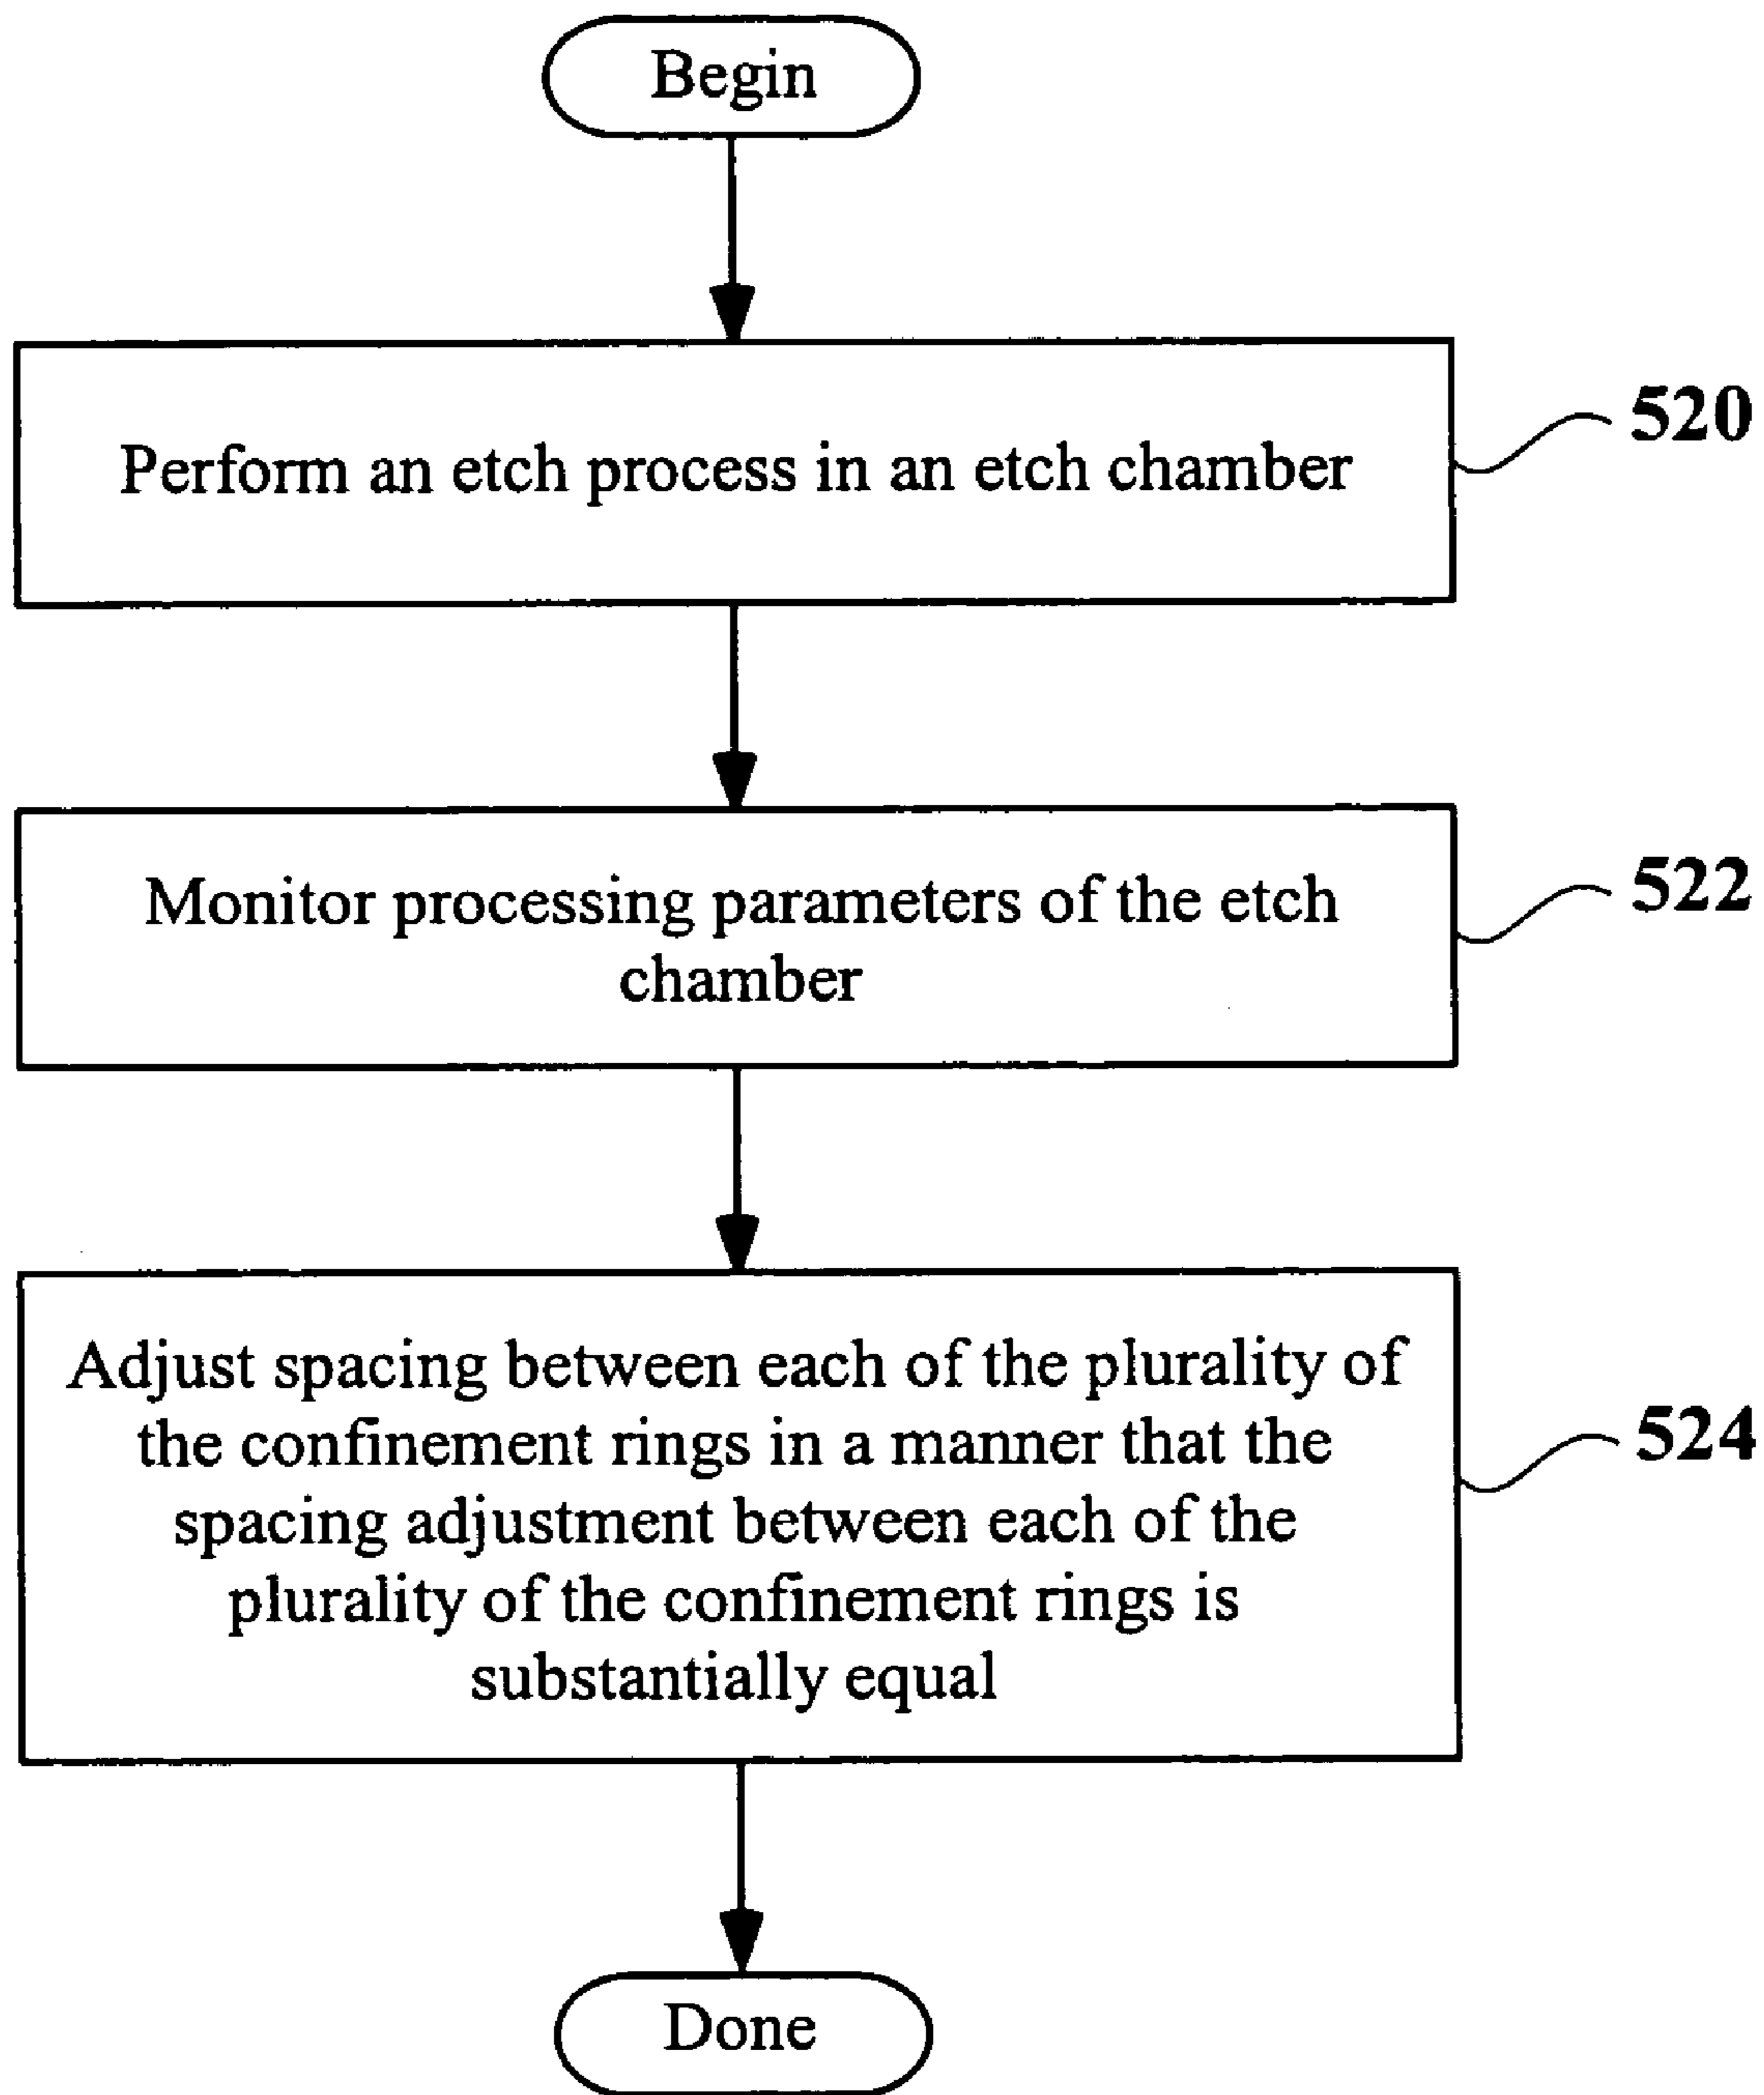 Begin
Perform an etch process in an etch chamber
520
Monitor processing parameters of the etch
chamber
522
Adjust spacing between each of the plurality of
the confinement rings in a manner that the
spacing adjustment between each of the
plurality of the confinement rings is
substantially equal
524
Done